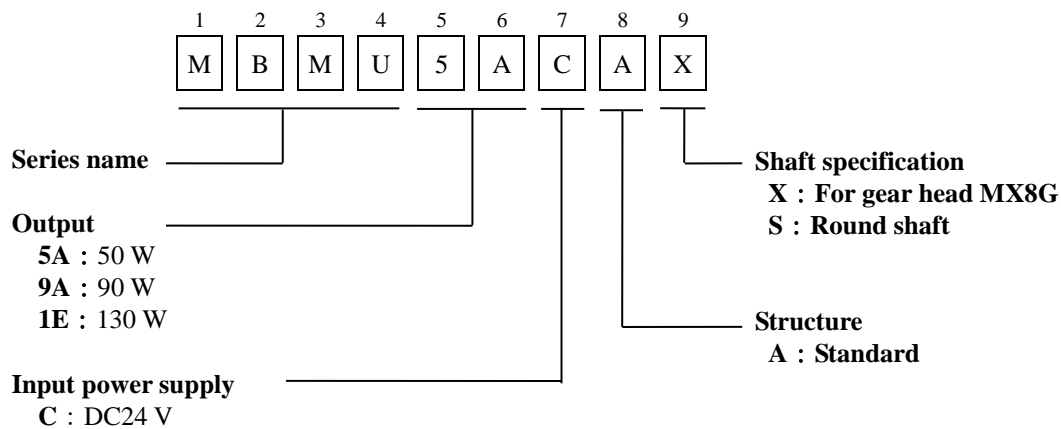 1 2 3 4 5 6 7 8 9
M B M U 5 A C A X
Series name
Output
5A：50 W
9A：90 W
1E：130 W
Input power supply
C：DC24 V
Shaft specification
X：For gear head MX8G
S：Round shaft
Structure
A：Standard